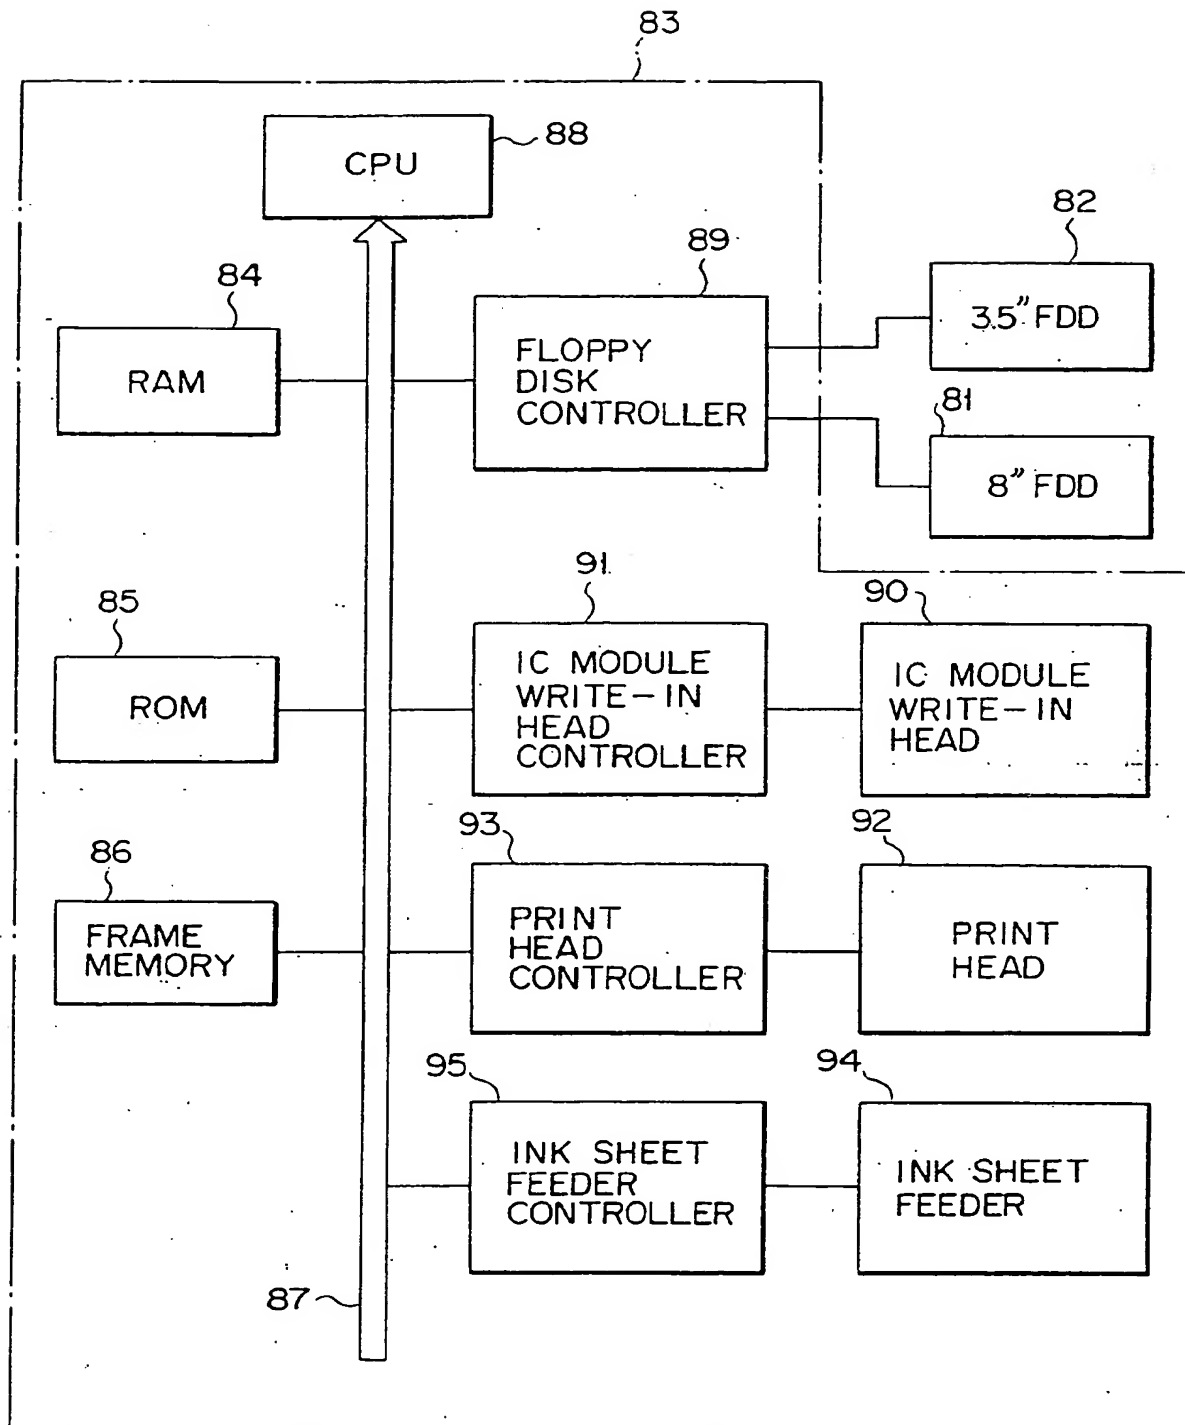 83
CPU
88
82
89
84
3.5" FDD
RAM
FLOPPY
DISK
CONTROLLER
81
8" FDD
91
90
85
ROM
IC MODULE
WRITE-IN
HEAD
CONTROLLER
IC MODULE
WRITE-IN
HEAD
93
92
86
FRAME
MEMORY
PRINT
HEAD
CONTROLLER
PRINT
HEAD
95
94
INK SHEET
FEEDER
CONTROLLER
INK SHEET
FEEDER
87